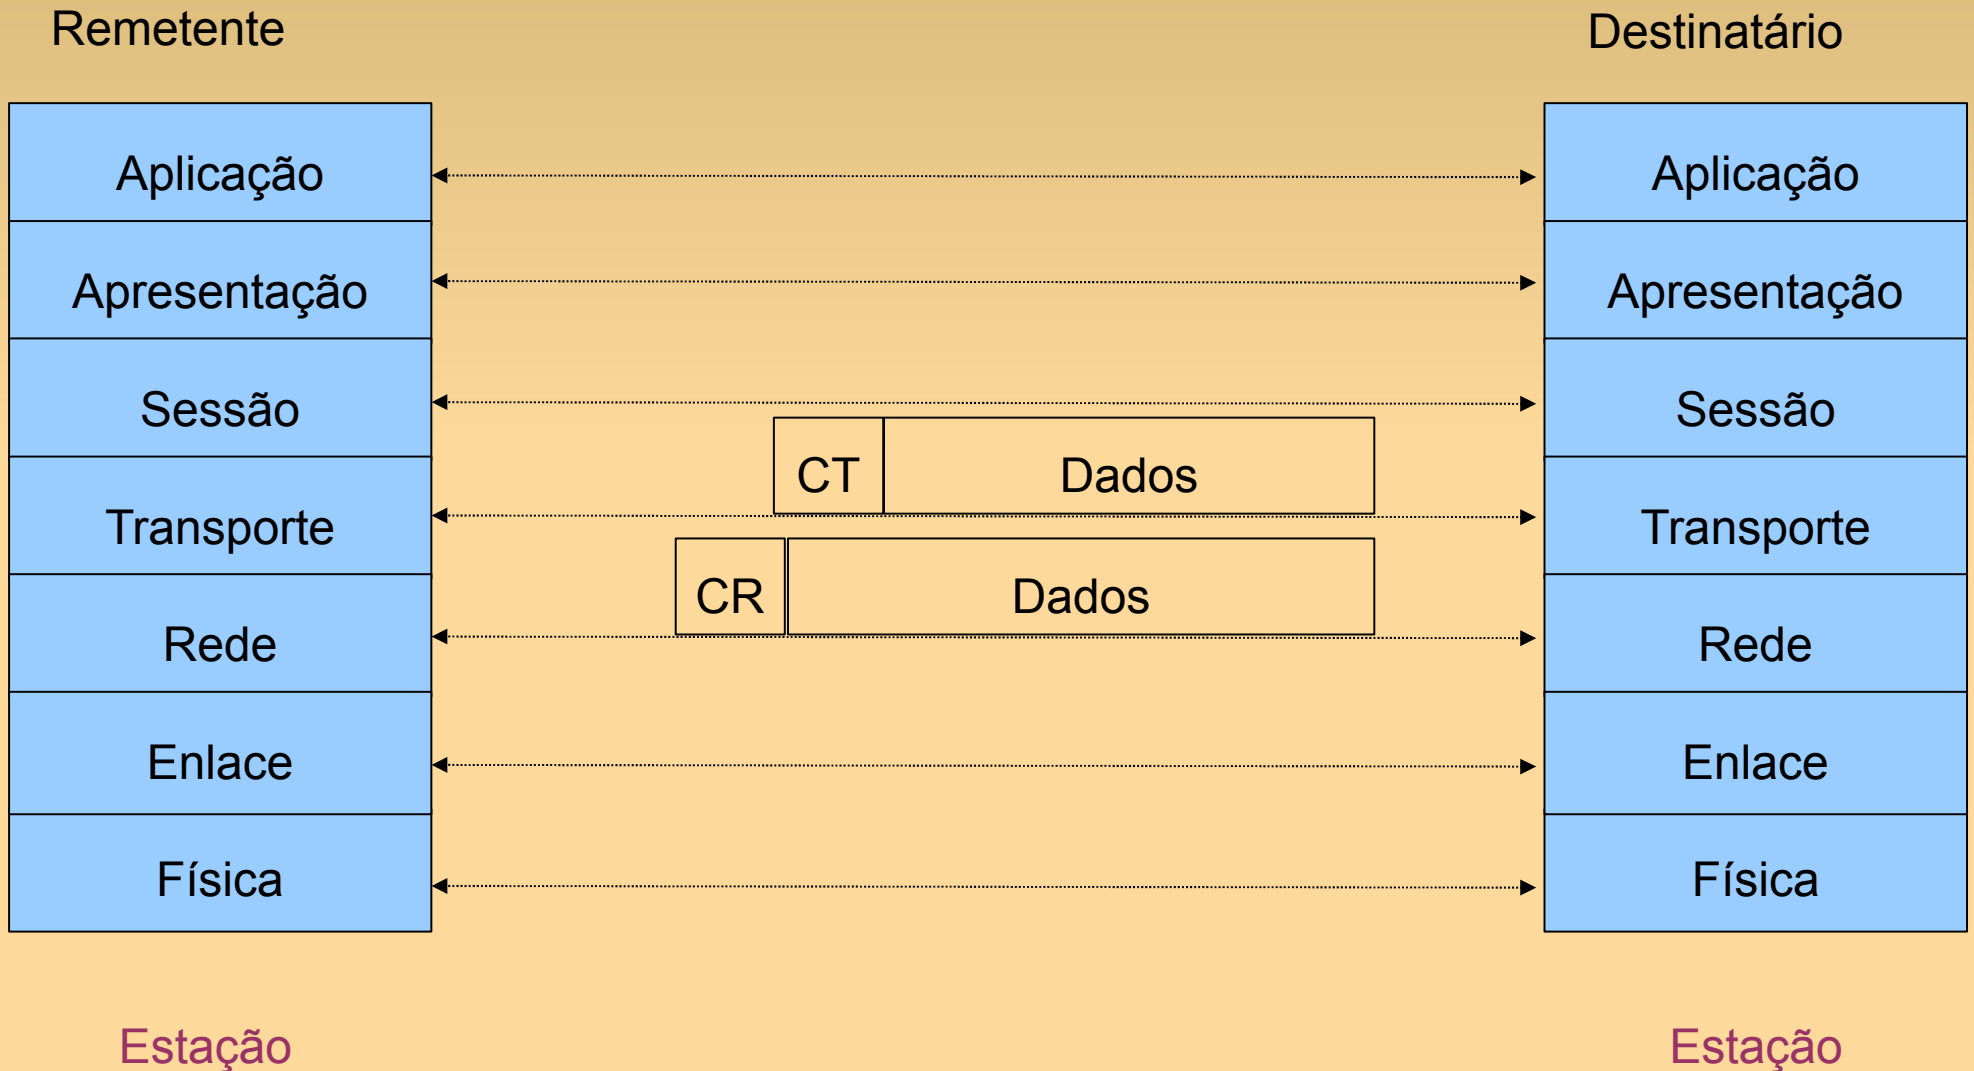 Remetente
Destinatário
Aplicação
Aplicação
Apresentação
Apresentação
Sessão
Sessão
CT
Dados
Transporte
Transporte
CR
Dados
Rede
Rede
Enlace
Enlace
Física
Física
Estação
Estação